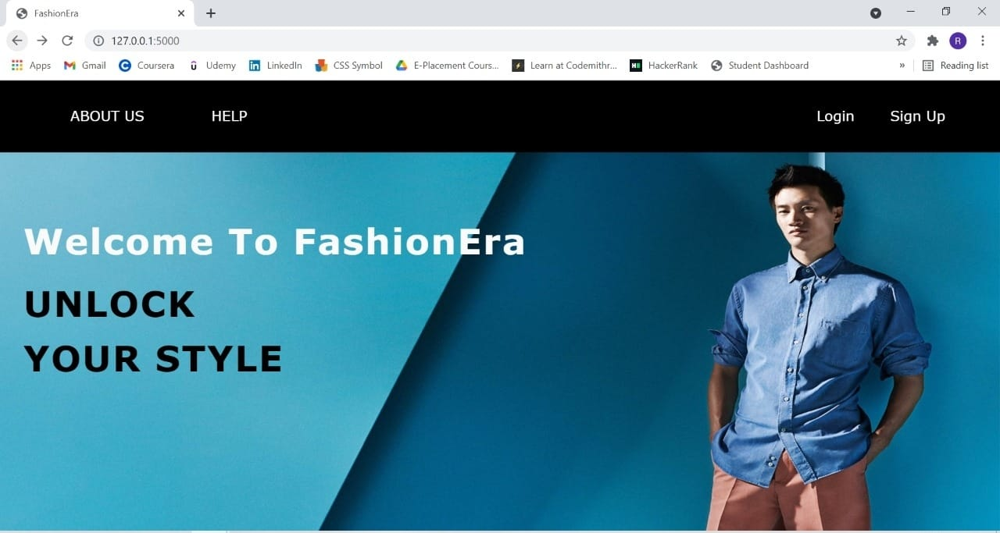 FashionEra
127.0.0.1:5000
R
Apps Gmail Coursera Udemy LinkedIn CSS Symbol E-Placement Cours... Learn at Codemithr... HackerRank Student Dashboard » Reading list
ABOUT US HELP Login Sign Up
Welcome To FashionEra
UNLOCK
YOUR STYLE